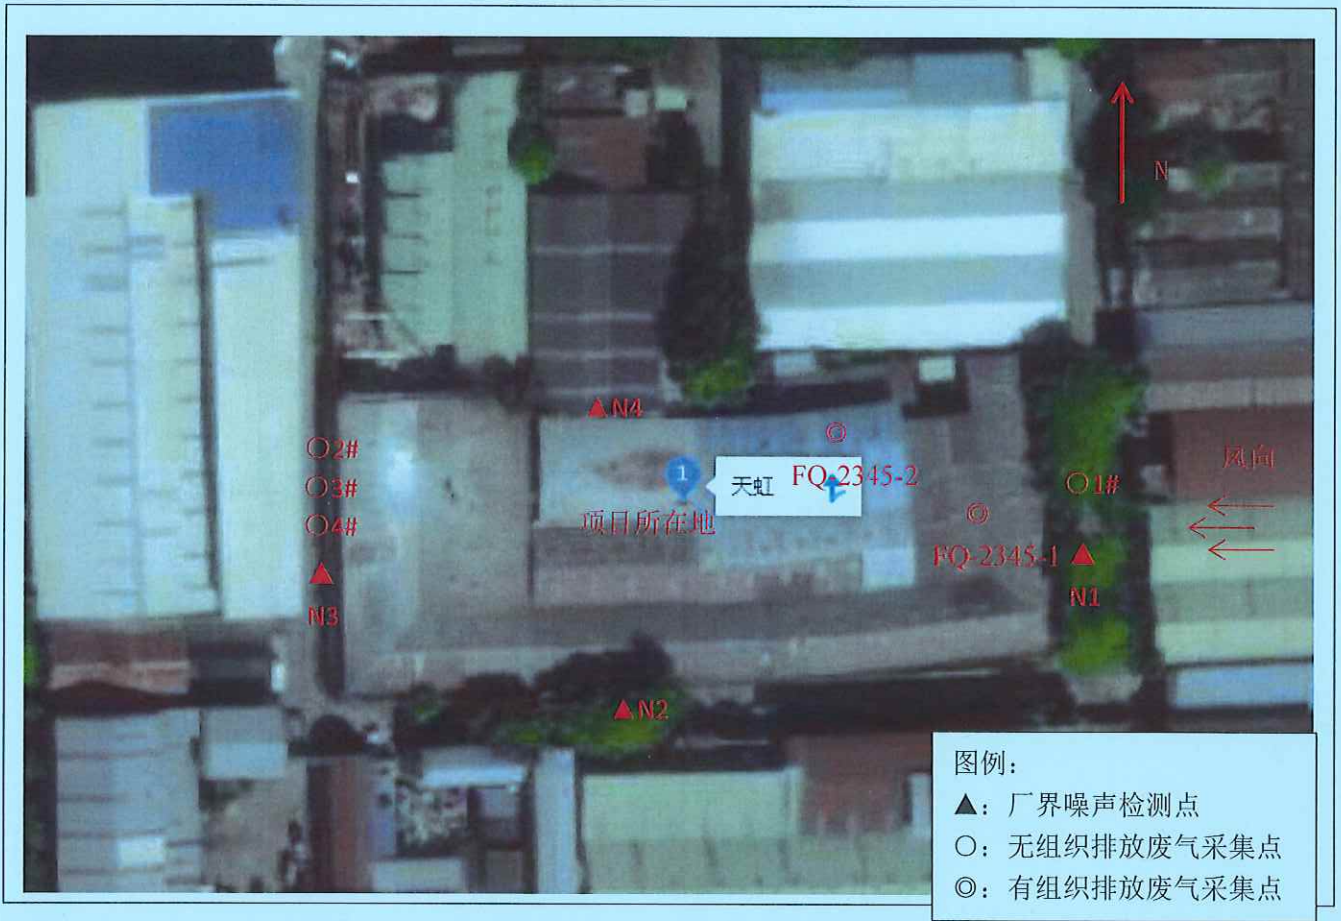 N
N4
2#
3#
4#
1
天虹
FQ-2345-2
项目所在地
1#
风向
FQ-2345-1
N1
N3
N2
图例：
▲：厂界噪声检测点
○：无组织排放废气采集点
◎：有组织排放废气采集点